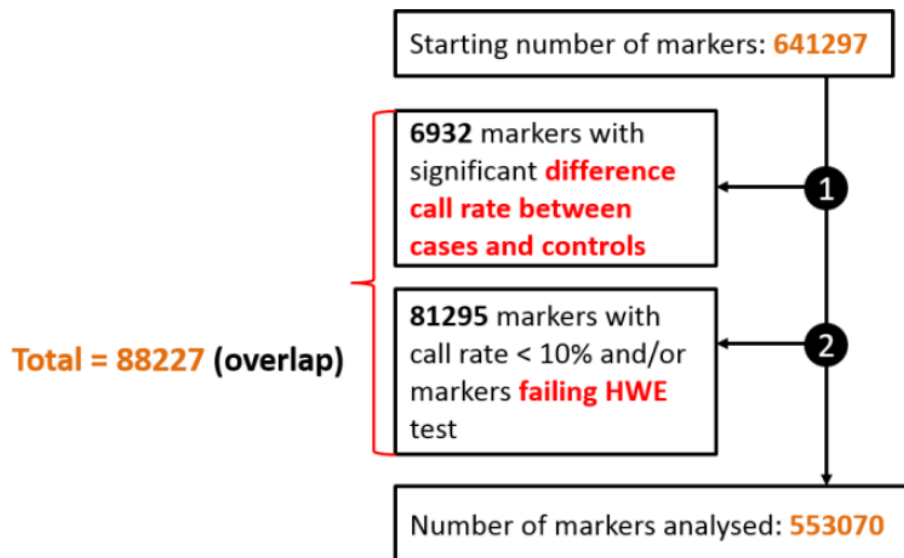 Starting number of markers: 641297
6932 markers with
significant difference
call rate between
cases and controls
1
81295 markers with
call rate < 10% and/or
markers failing HWE
test
2
Total = 88227 (overlap)
Number of markers analysed: 553070